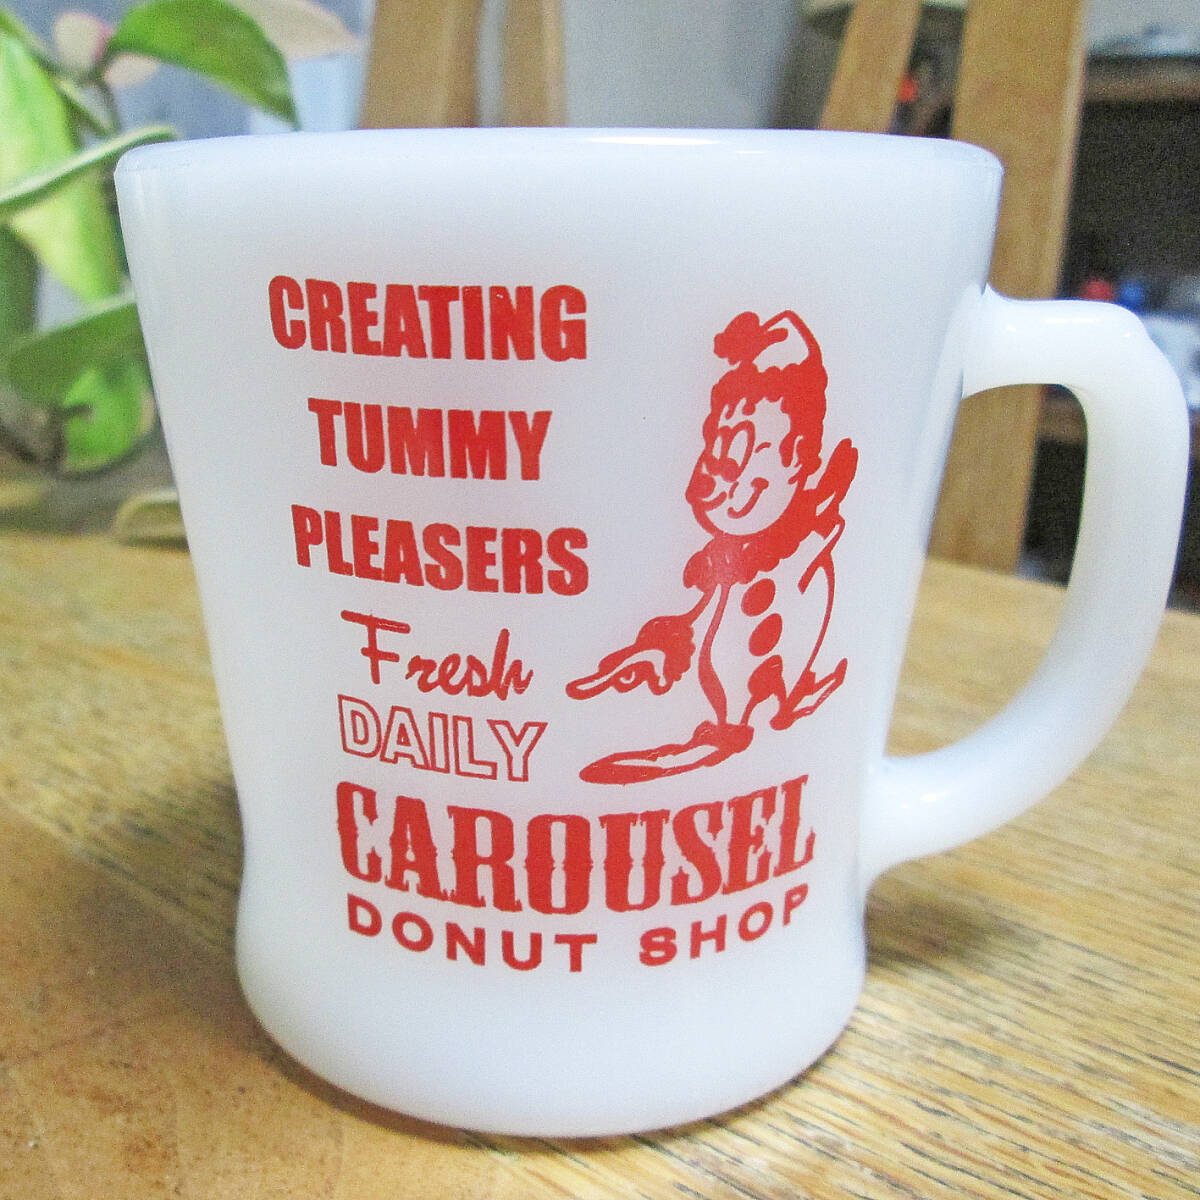 CREATING
TUMMY
PLEASERS
Fresh
DAILY
CAROUSEL
DONUT SHOP